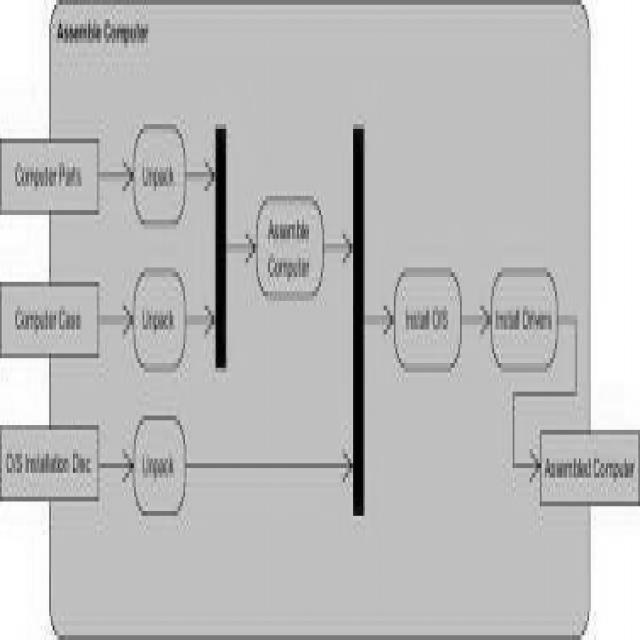 Assemble Computer
Computer Parts
Unpack
Assemble
Computer
Computer Case
Unpack
Install O/S
Install Drivers
O/S Installation Disc
Unpack
Assembled Computer